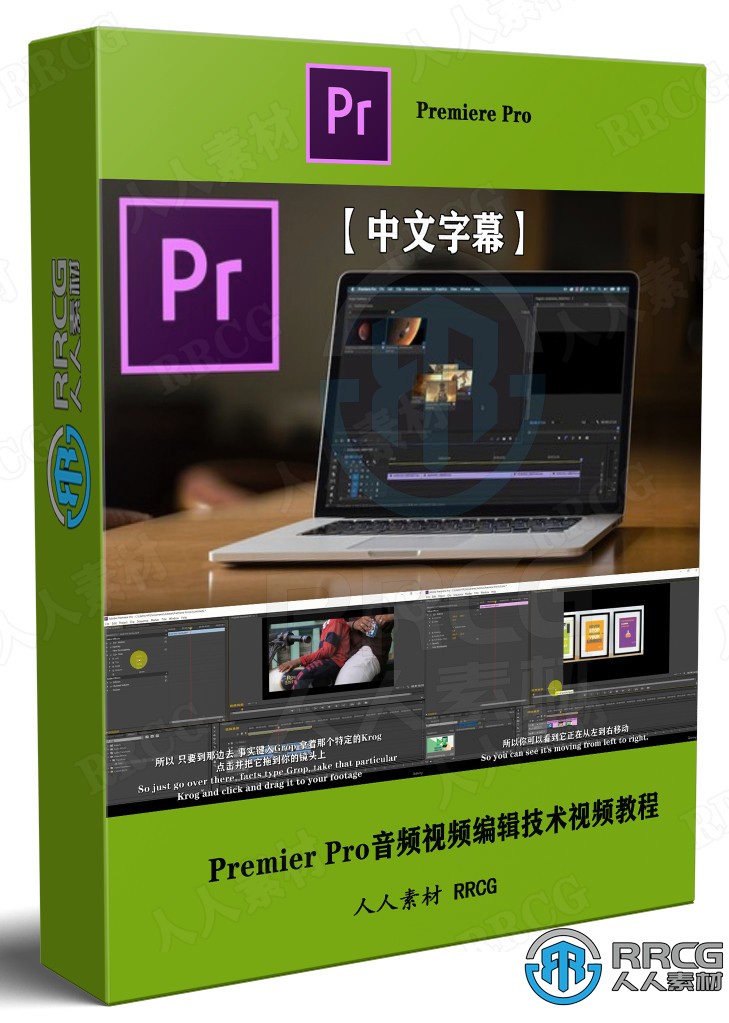 Pr
Premiere Pro
Pr
【中文字幕】
RRCG
人人素材
所以 只要到那边去 事实键入Grop,拿着那个特定的Krog
点击并把它拖到你的镜头上
So just go over there, facts type Grop, take that particular
Krog and click and drag it to your footage
所以你可以看到它正在从左到右移动
So you can see it's moving from left to right,
Premier Pro音频视频编辑技术视频教程
人人素材 RRCG
RRCG
人人素材